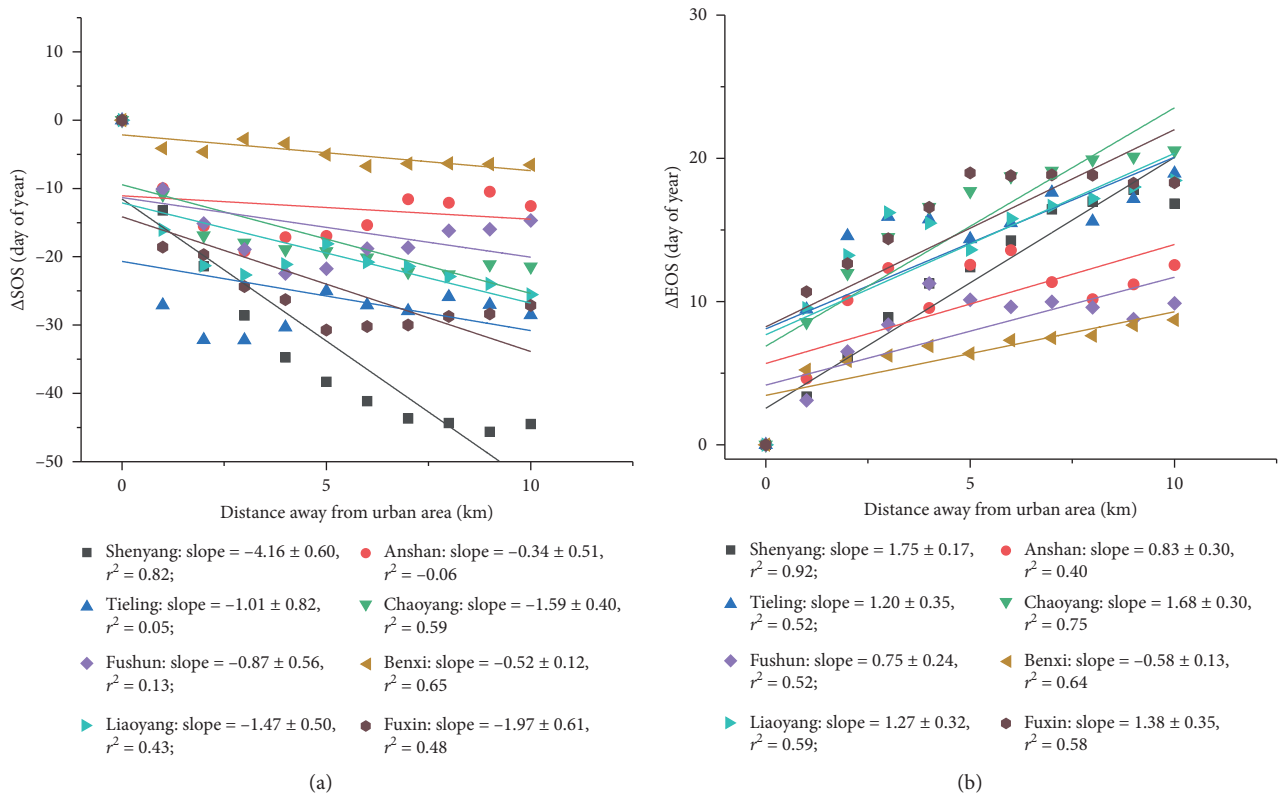 10
0
–10
–20
–30
–40
–50
ΔSOS (day of year)
0
5
10
Distance away from urban area (km)
Shenyang: slope = –4.16 ± 0.60,
r² = 0.82;
Anshan: slope = –0.34 ± 0.51,
r² = –0.06
Tieling: slope = –1.01 ± 0.82,
r² = 0.05;
Chaoyang: slope = –1.59 ± 0.40,
r² = 0.59
Fushun: slope = –0.87 ± 0.56,
r² = 0.13;
Benxi: slope = –0.52 ± 0.12,
r² = 0.65
Liaoyang: slope = –1.47 ± 0.50,
r² = 0.43;
Fuxin: slope = –1.97 ± 0.61,
r² = 0.48
(a)
30
20
10
0
ΔEOS (day of year)
0
5
10
Distance away from urban area (km)
Shenyang: slope = 1.75 ± 0.17,
r² = 0.92;
Anshan: slope = 0.83 ± 0.30,
r² = 0.40
Tieling: slope = 1.20 ± 0.35,
r² = 0.52;
Chaoyang: slope = 1.68 ± 0.30,
r² = 0.75
Fushun: slope = 0.75 ± 0.24,
r² = 0.52;
Benxi: slope = –0.58 ± 0.13,
r² = 0.64
Liaoyang: slope = 1.27 ± 0.32,
r² = 0.59;
Fuxin: slope = 1.38 ± 0.35,
r² = 0.58
(b)